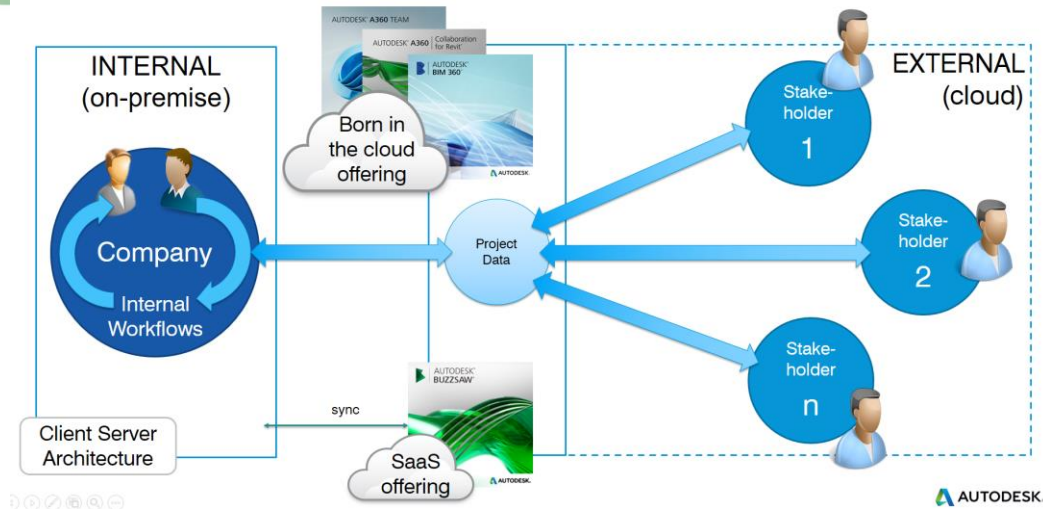 INTERNAL
(on-premise)
Company
Internal
Workflows
Client Server
Architecture
AUTODESK® A360 TEAM
AUTODESK® A360 | Collaboration
for Revit®
AUTODESK®
BIM 360™
Born in
the cloud
offering
AUTODESK.
Project
Data
sync
AUTODESK®
BUZZSAW®
SaaS
offering
AUTODESK.
EXTERNAL
(cloud)
Stake-
holder
1
Stake-
holder
2
Stake-
holder
n
AUTODESK.